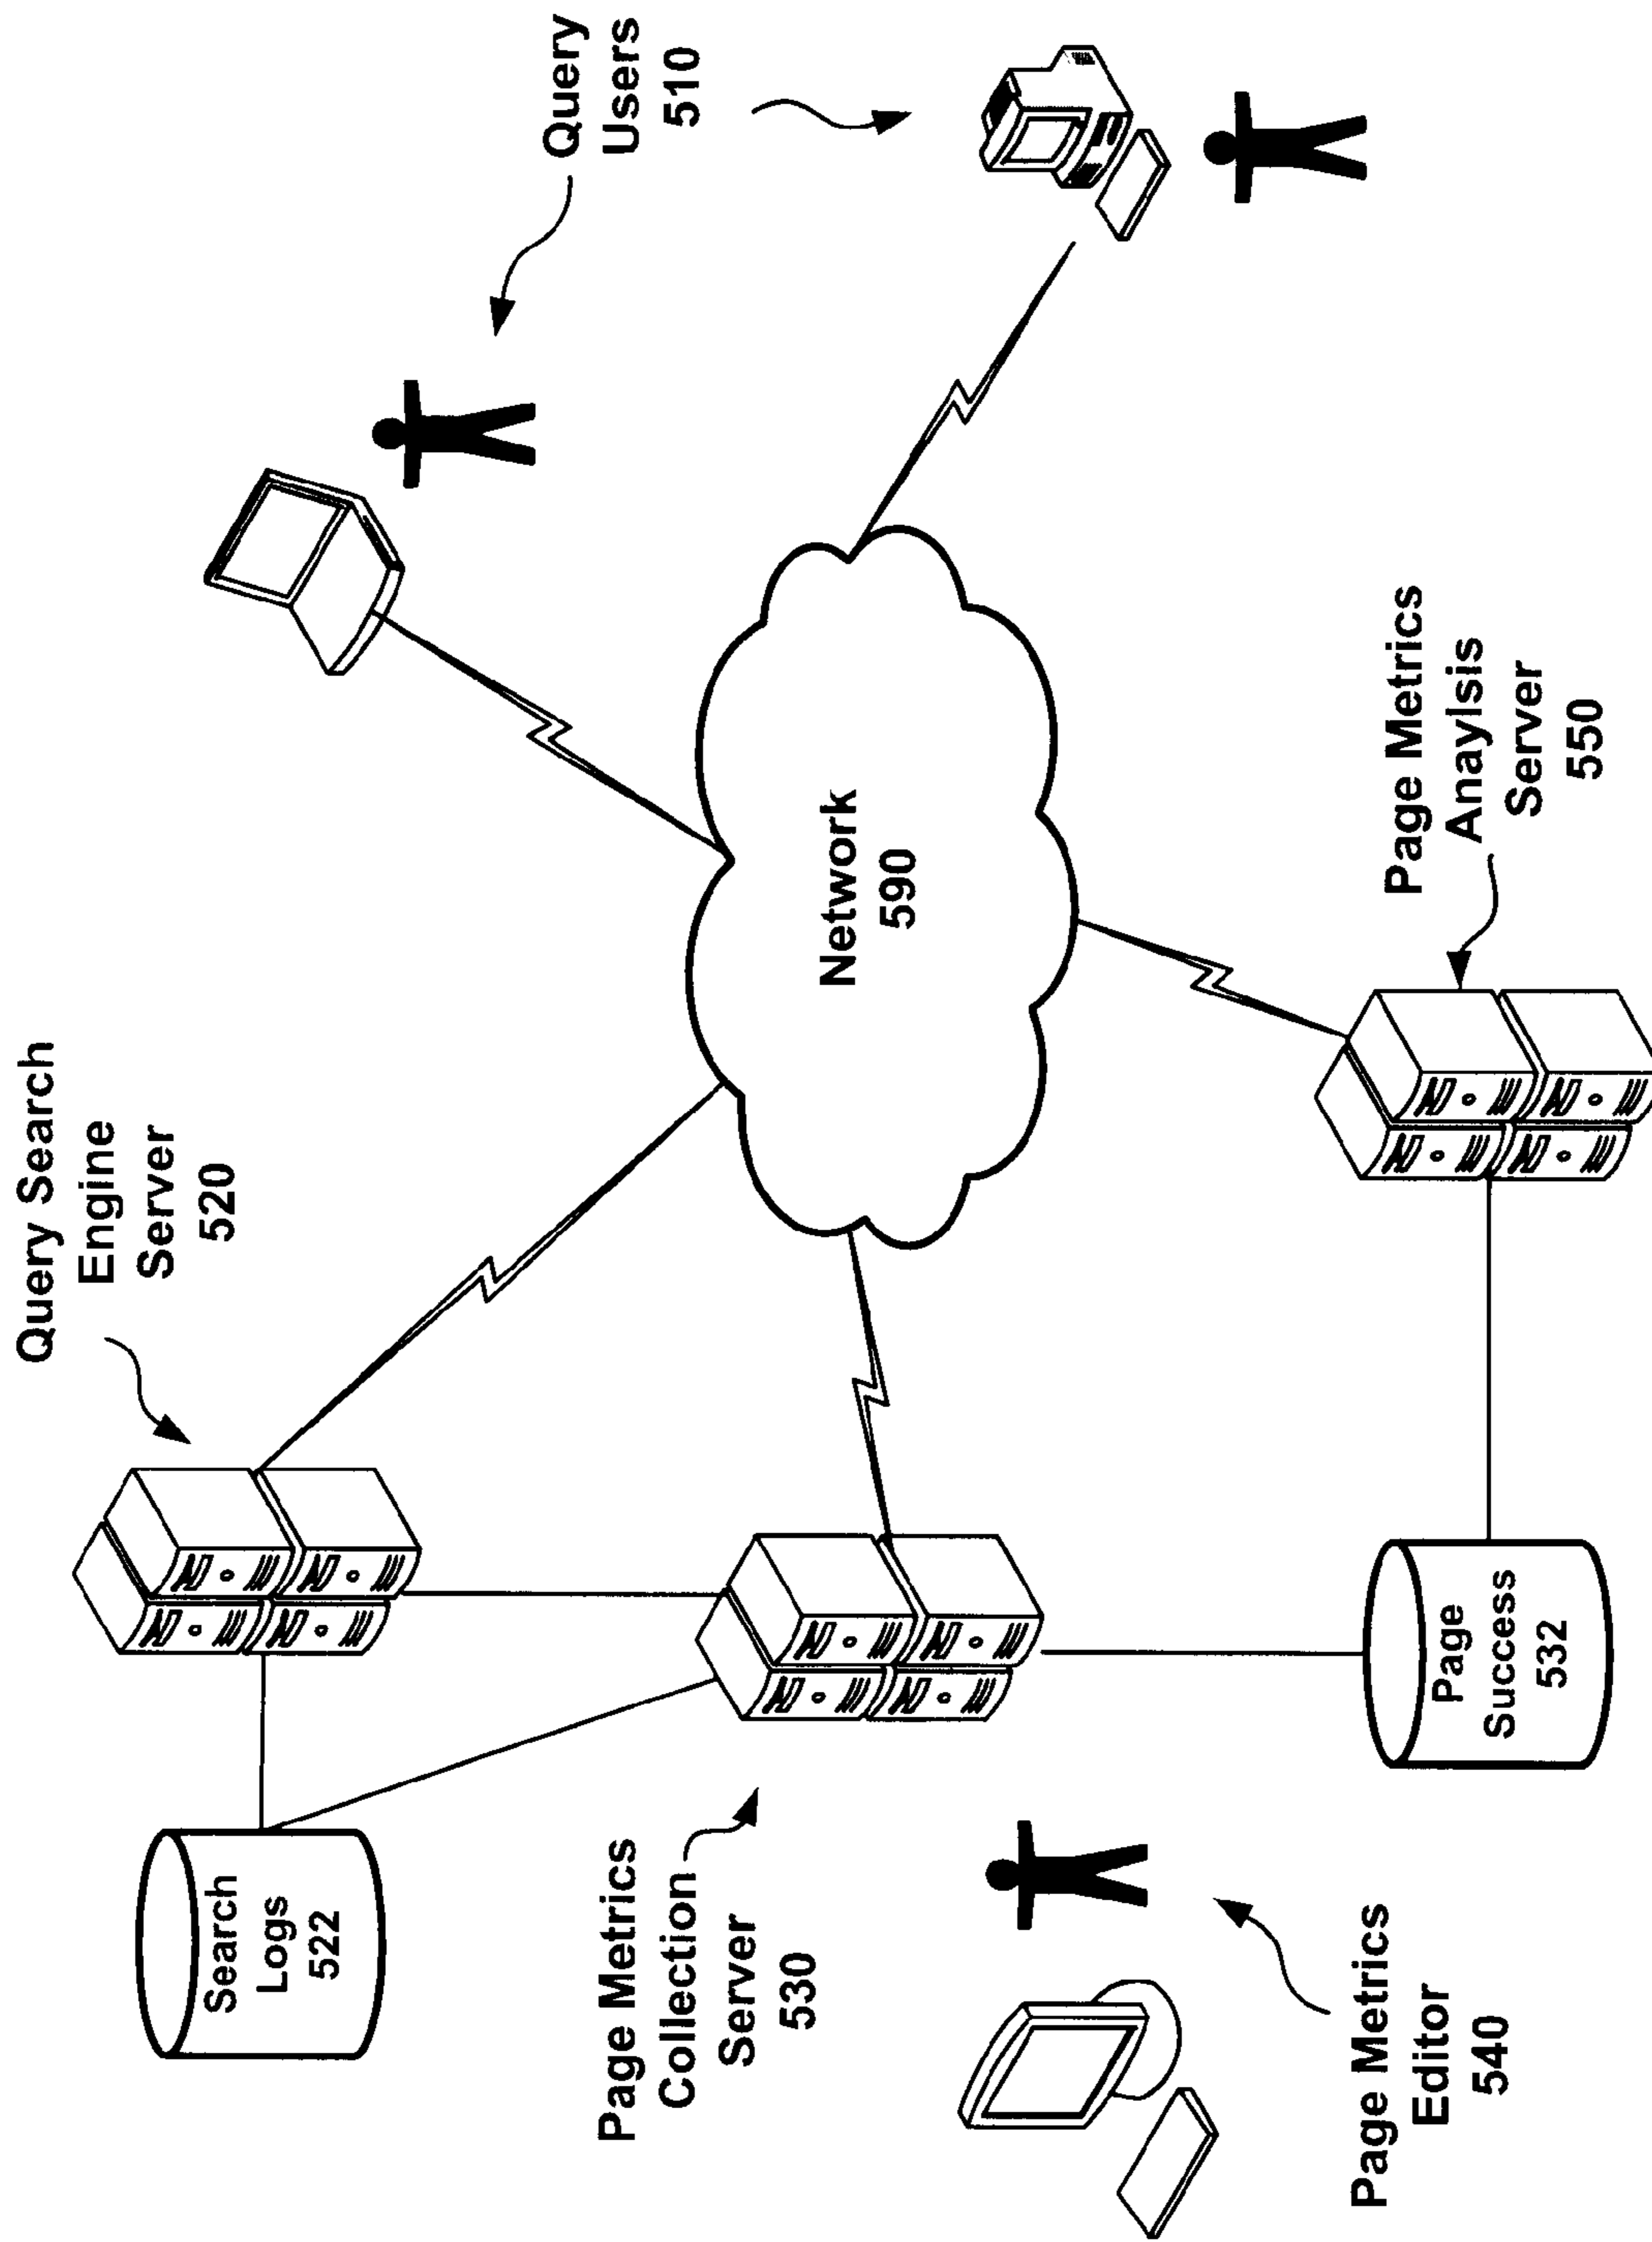 Query Search
Engine
Server
520
Query
Users
510
Search
Logs
522
Network
590
Page Metrics
Collection
Server
530
Page Metrics
Anaylsis
Server
550
Page Metrics
Editor
540
Page
Success
532